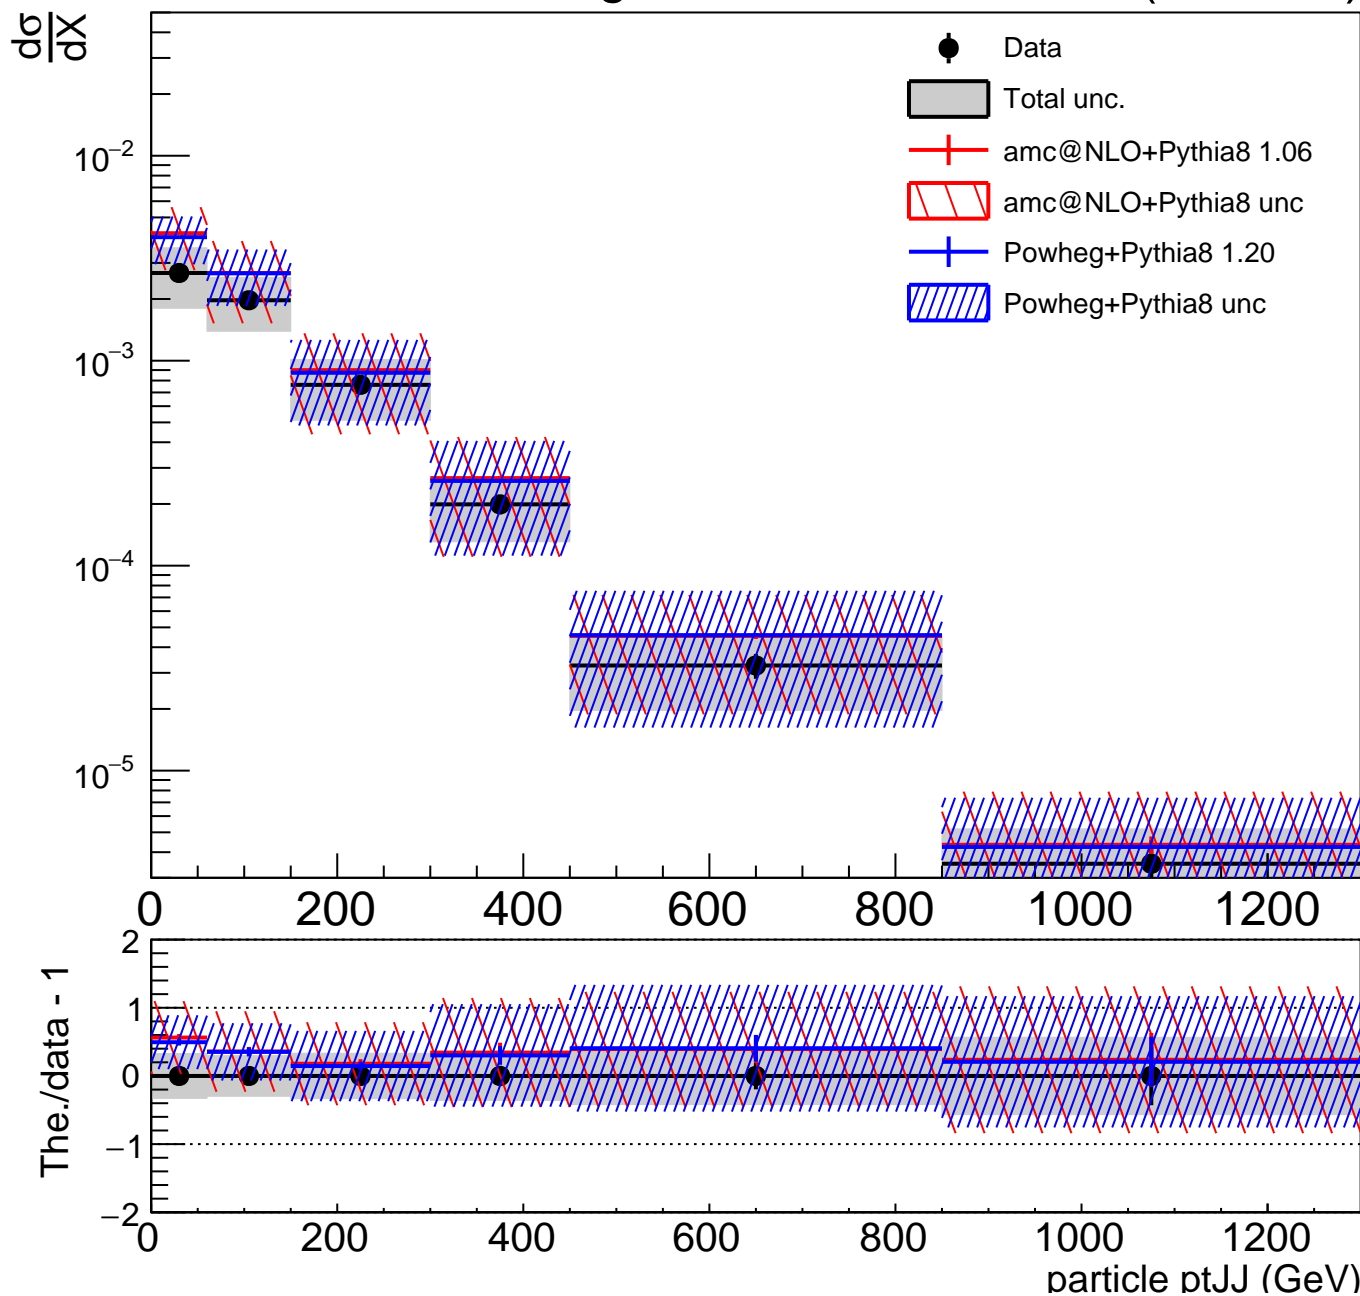 dσ
dX
Data
Total unc.
amc@NLO+Pythia8 1.06
amc@NLO+Pythia8 unc
Powheg+Pythia8 1.20
Powheg+Pythia8 unc
10−2
10−3
10−4
10−5
0 200 400 600 800 1000 1200
The./data - 1
2
1
0
−1
−2
0 200 400 600 800 1000 1200
particle ptJJ (GeV)